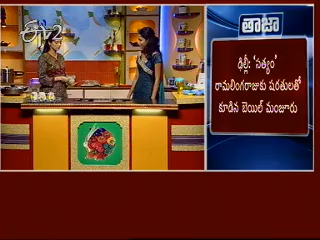 ETV2
తాజా
ఢిల్లీ: 'సత్యం'
రామలింగరాజుకు షరతులతో
కూడిన బెయిల్ మంజూరు